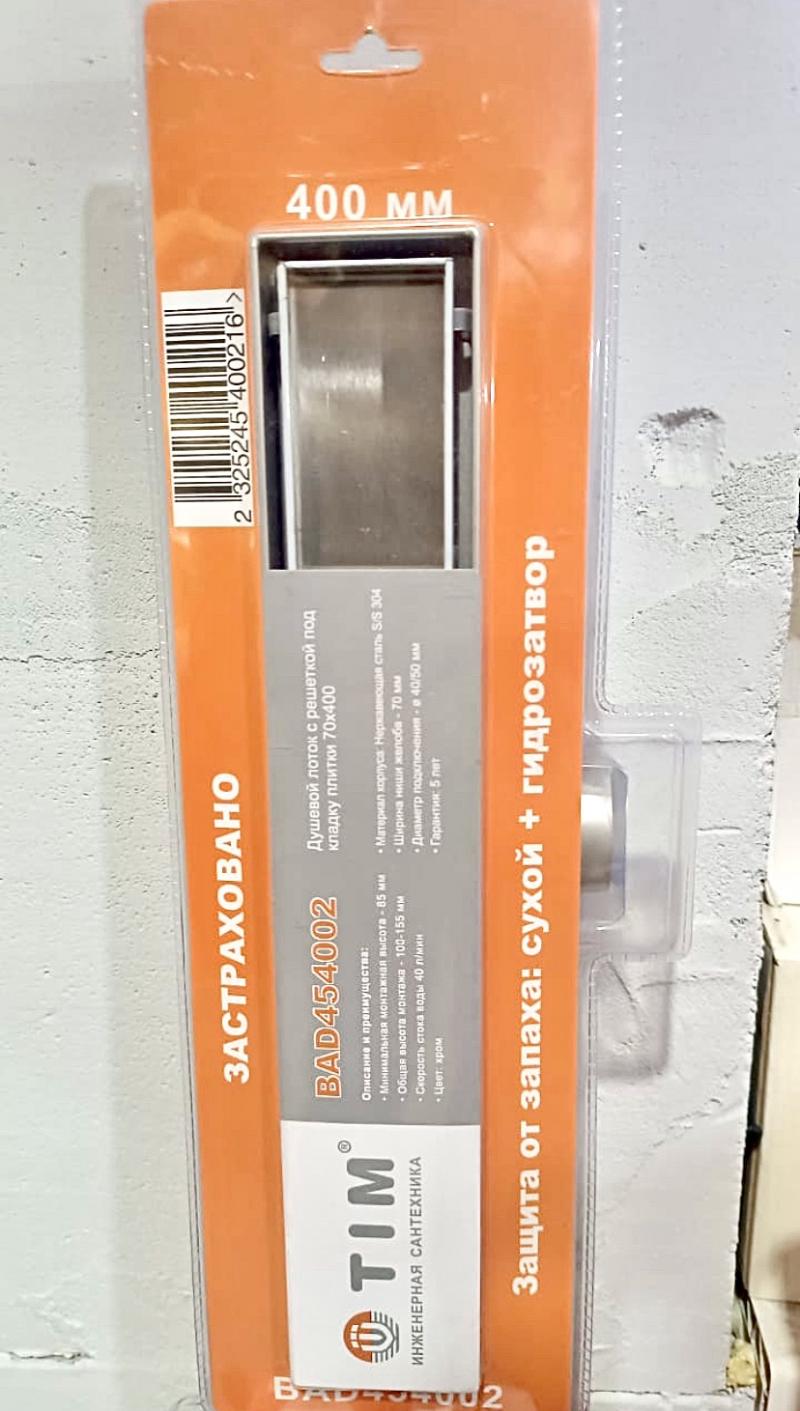 400 мм
2 325245 400216 >
ЗАСТРАХОВАНО
BAD454002
Душевой лоток с решеткой под
кладку плитки 70x400
Описание и преимущества:
• Минимальная монтажная высота - 85 мм
• Общая высота монтажа - 100-155 мм
• Скорость стока воды 40 л/мин
• Цвет: хром
• Материал корпуса: Нержавеющая сталь S/S 304
• Ширина ниши желоба - 70 мм
• Диаметр подключения - ø 40/50 мм
• Гарантия: 5 лет
TIM®
ИНЖЕНЕРНАЯ САНТЕХНИКА
Защита от запаха: сухой + гидрозатвор
BAD454002